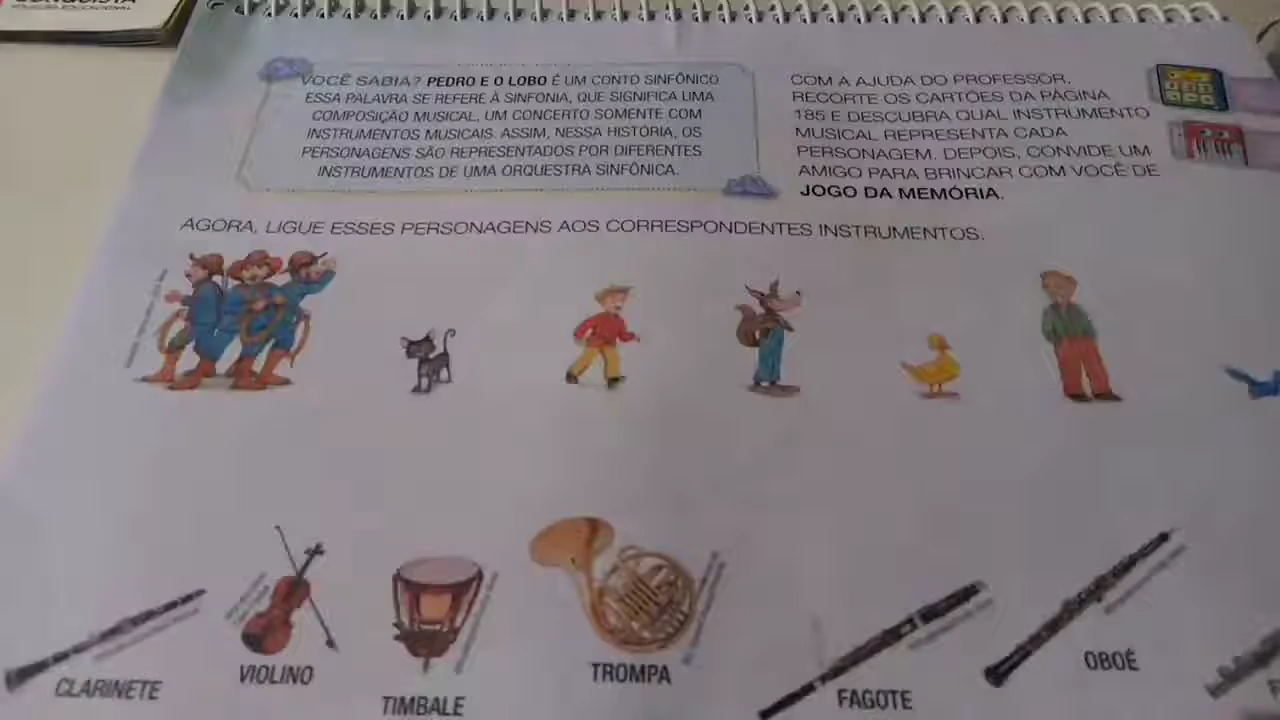 VOCÊ SABIA? PEDRO E O LOBO É UM CONTO SINFÔNICO
ESSA PALAVRA SE REFERE À SINFONIA, QUE SIGNIFICA UMA
COMPOSIÇÃO MUSICAL, UM CONCERTO SOMENTE COM
INSTRUMENTOS MUSICAIS. ASSIM, NESSA HISTÓRIA, OS
PERSONAGENS SÃO REPRESENTADOS POR DIFERENTES
INSTRUMENTOS DE UMA ORQUESTRA SINFÔNICA.
COM A AJUDA DO PROFESSOR,
RECORTE OS CARTÕES DA PÁGINA
185 E DESCUBRA QUAL INSTRUMENTO
MUSICAL REPRESENTA CADA
PERSONAGEM. DEPOIS, CONVIDE UM
AMIGO PARA BRINCAR COM VOCÊ DE
JOGO DA MEMÓRIA.
AGORA, LIGUE ESSES PERSONAGENS AOS CORRESPONDENTES INSTRUMENTOS.
CLARINETE
VIOLINO
TIMBALE
TROMPA
FAGOTE
OBOÉ